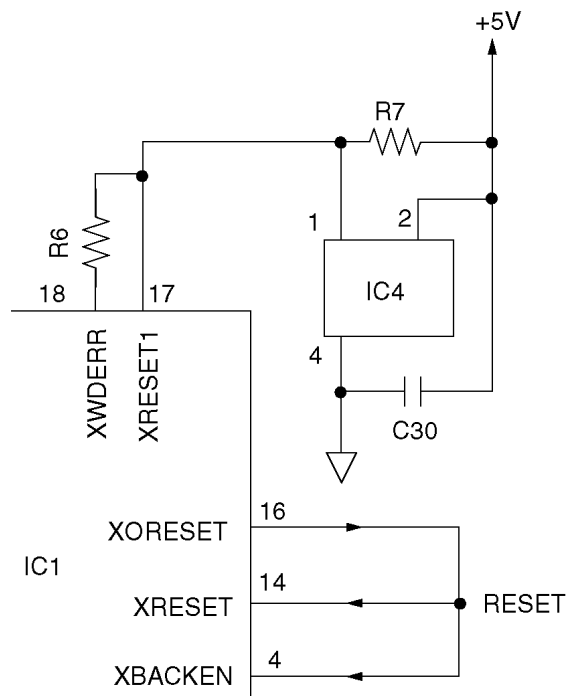 +5V
R7
1
2
R6
IC4
18
17
4
XWDERR
XRESET1
C30
16
XORESET
IC1
14
XRESET
RESET
4
XBACKEN